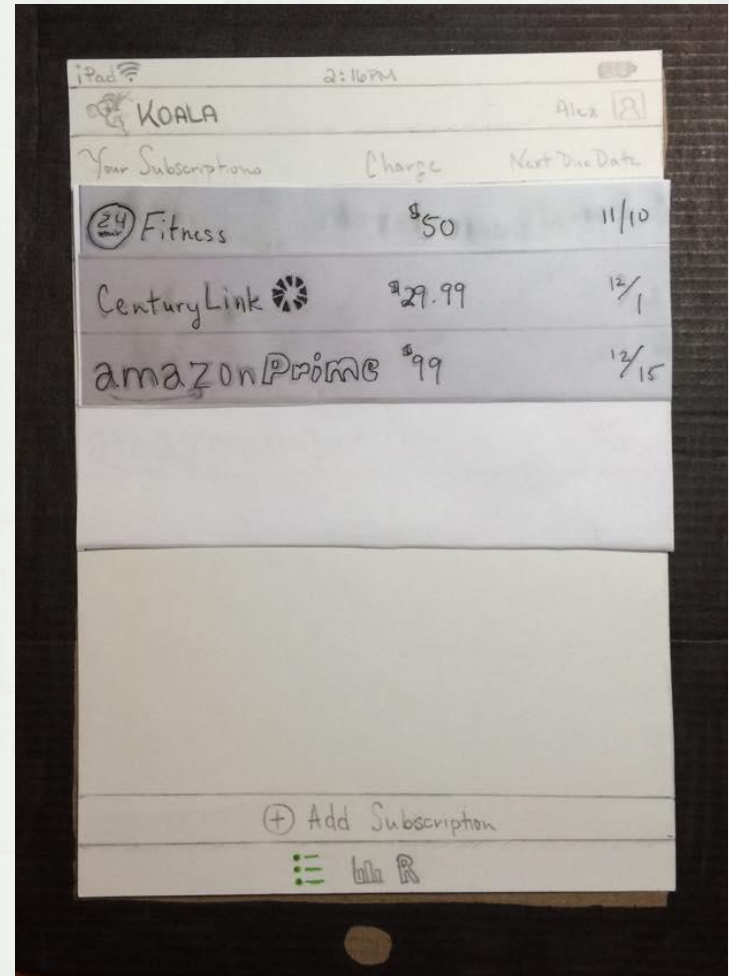 iPad 2:16PM
KOALA Alex
Your Subscriptions Charge Next Due Date
24 Fitness $50 11/10
CenturyLink $29.99 12/1
amazonPrime $99 12/15
+ Add Subscription
R